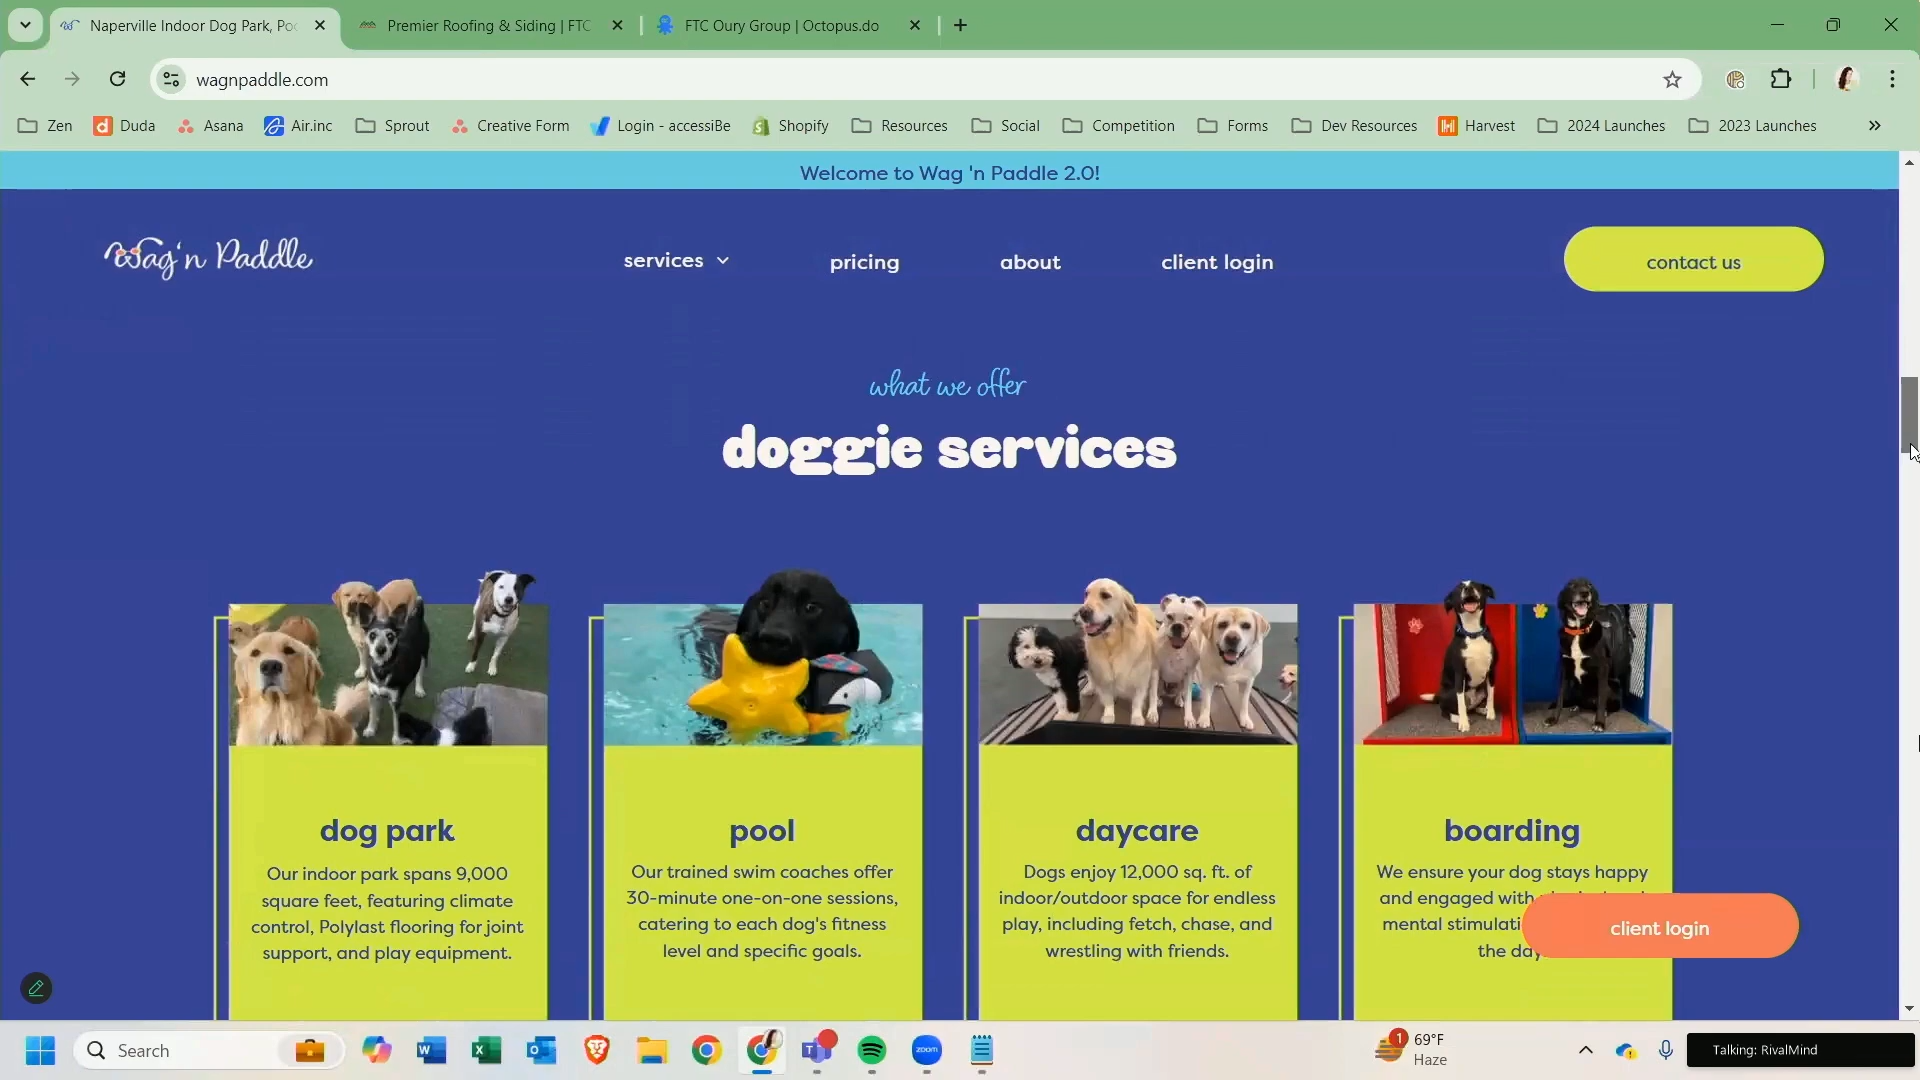 Naperville Indoor Dog Park, Poo
Premier Roofing & Siding | FTC
FTC Oury Group | Octopus.do
wagnpaddle.com
Zen
Duda
Asana
Air.inc
Sprout
Creative Form
Login - accessiBe
Shopify
Resources
Social
Competition
Forms
Dev Resources
Harvest
2024 Launches
2023 Launches
Welcome to Wag 'n Paddle 2.0!
Wag 'n Paddle
services
pricing
about
client login
contact us
what we offer
doggie services
dog park
Our indoor park spans 9,000
square feet, featuring climate
control, Polylast flooring for joint
support, and play equipment.
pool
Our trained swim coaches offer
30-minute one-on-one sessions,
catering to each dog's fitness
level and specific goals.
daycare
Dogs enjoy 12,000 sq. ft. of
indoor/outdoor space for endless
play, including fetch, chase, and
wrestling with friends.
boarding
We ensure your dog stays happy
and engaged with
mental
the day
client login
Search
zoom
1
69°F
Haze
Talking: RivalMind